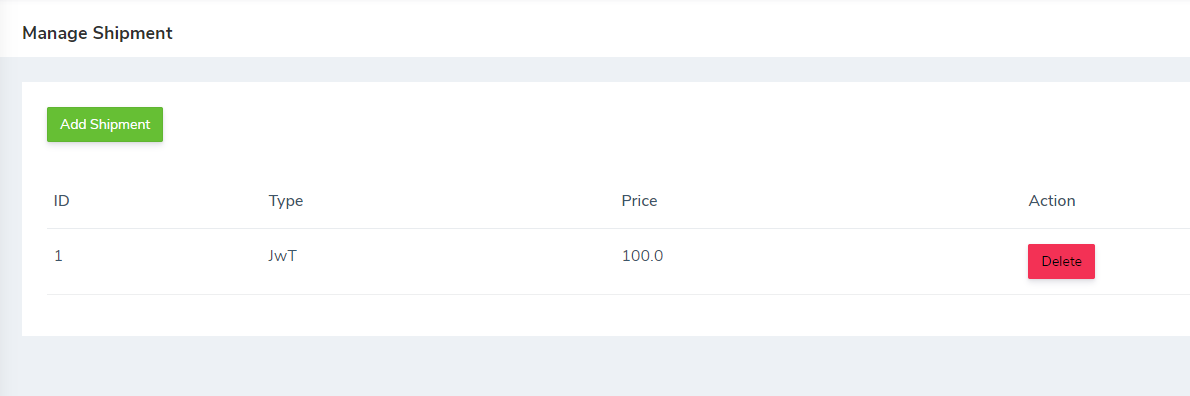 Manage Shipment
Add Shipment
ID Type Price Action
1 JwT 100.0 Delete